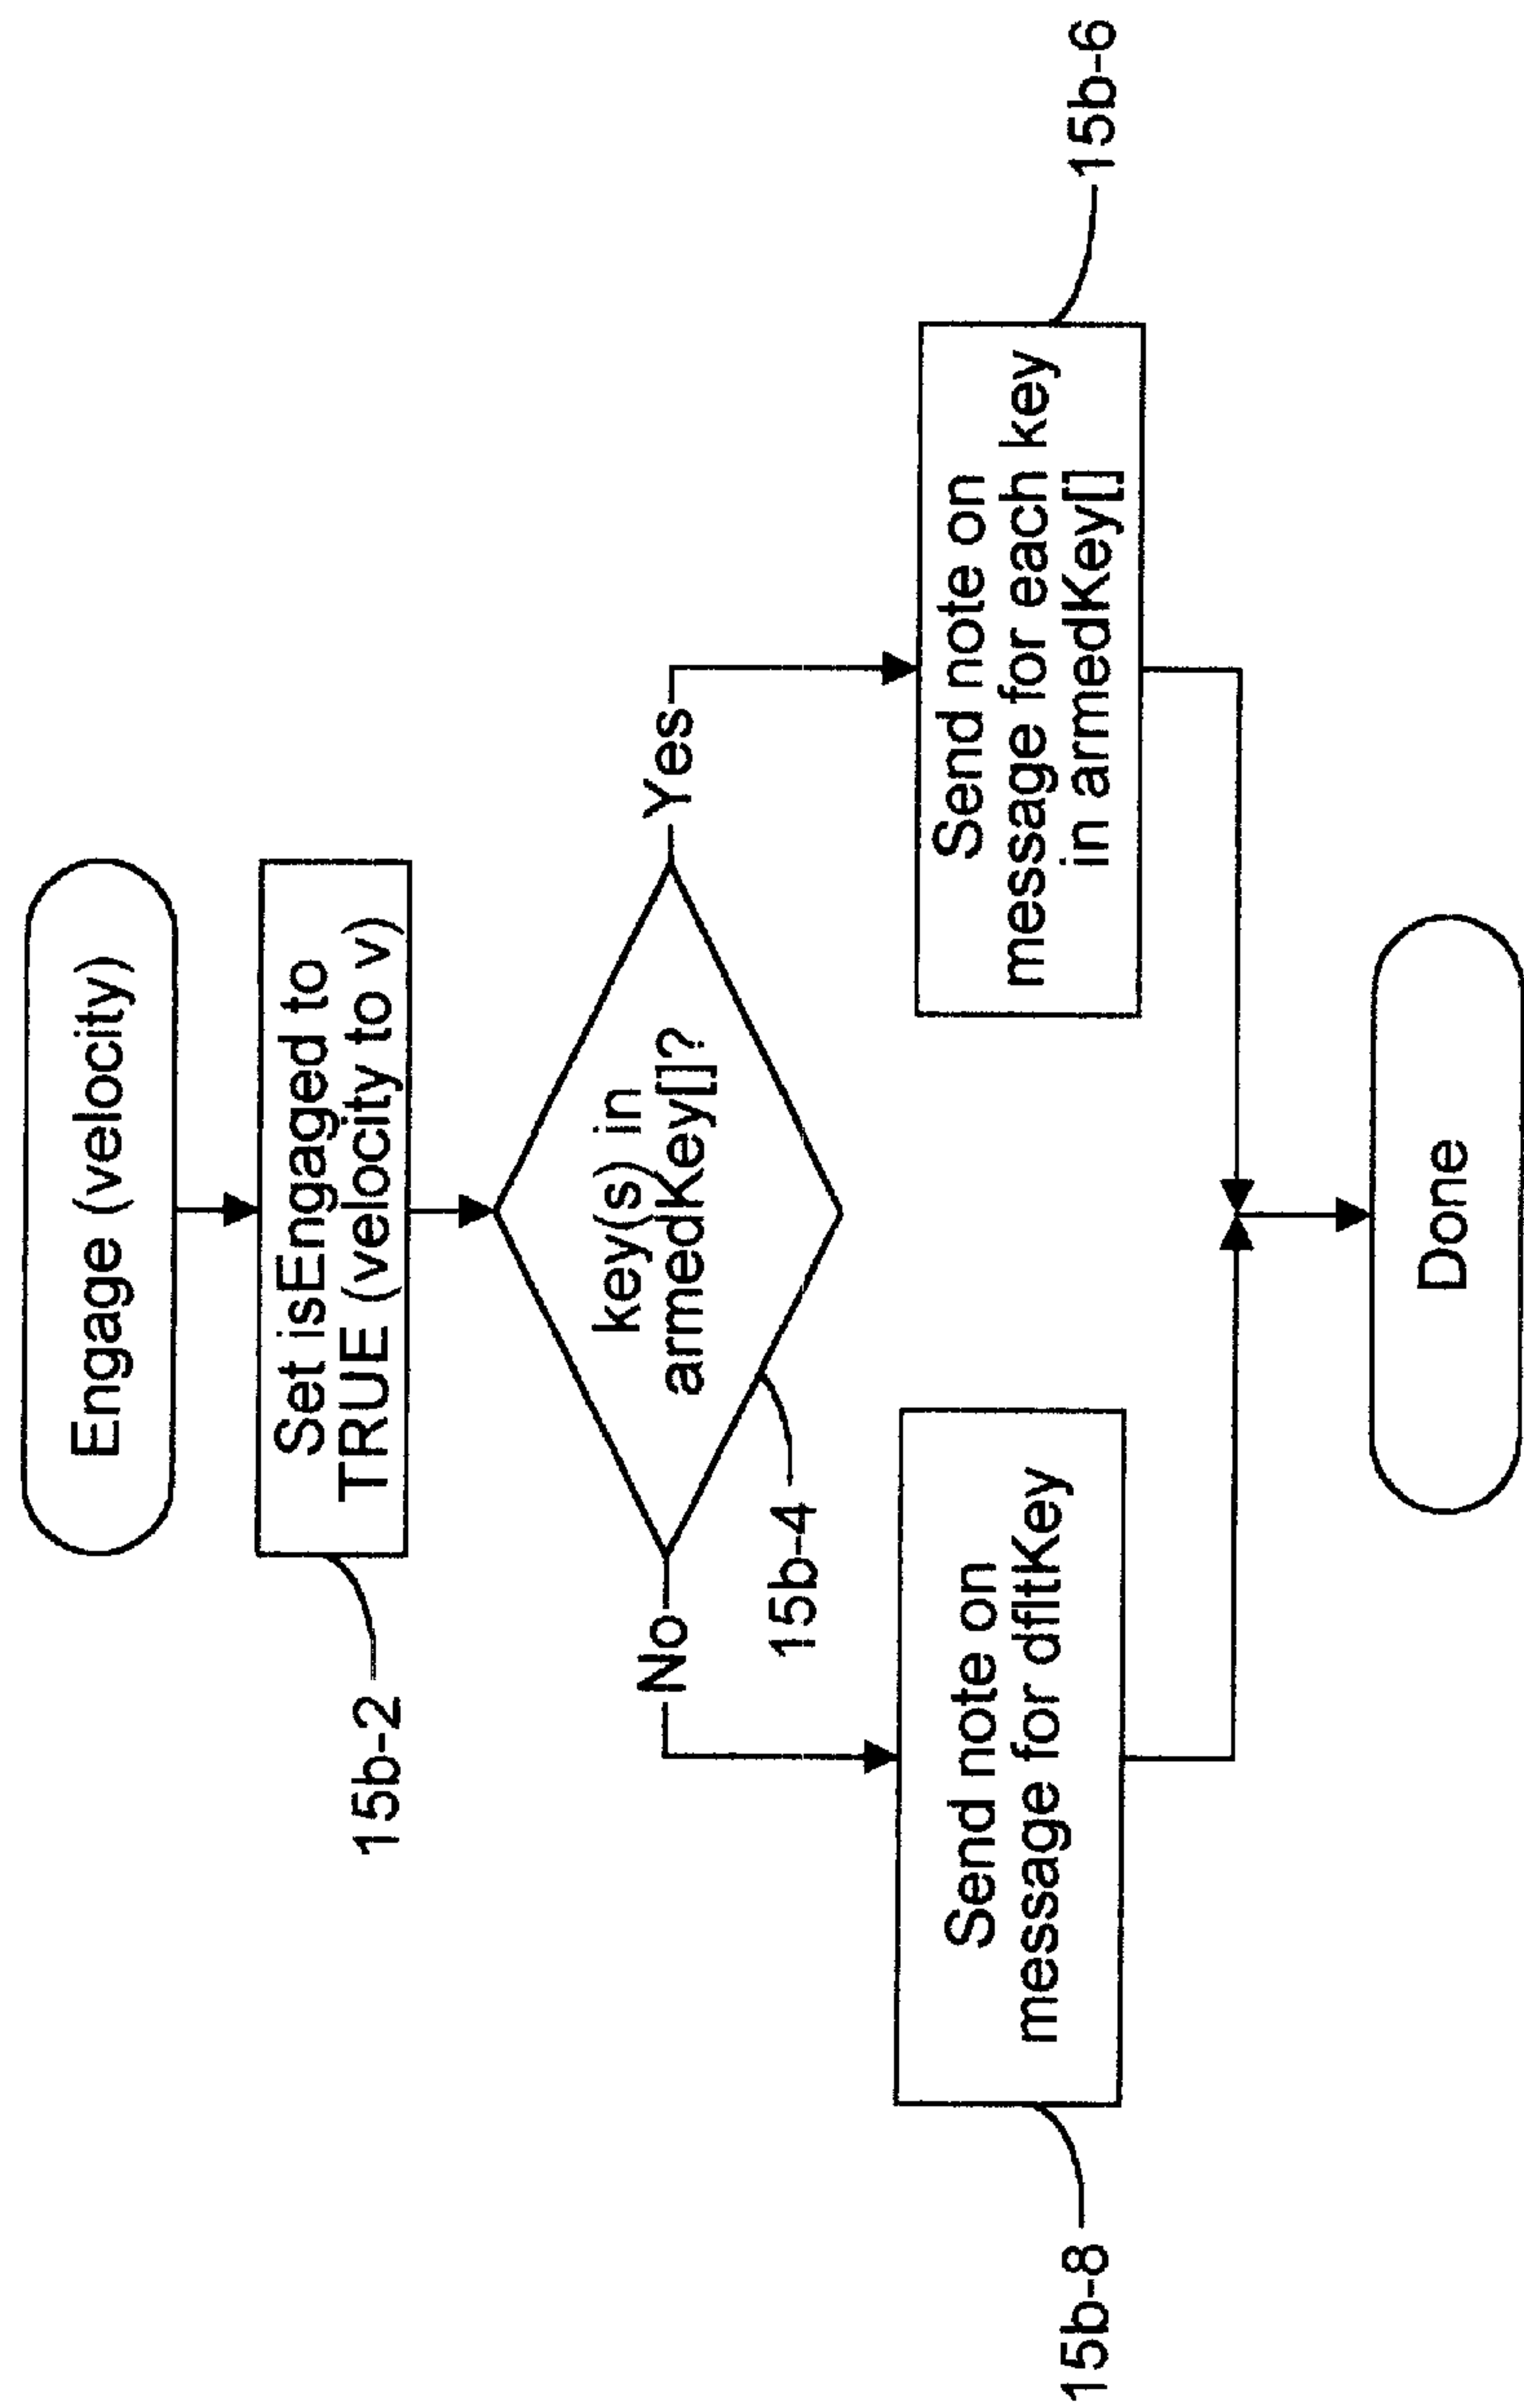 Engage (velocity)
Set isEngaged to
TRUE (velocity to v)
15b-2
key(s) in
armedKey[]?
15b-4
No
Yes
Send note on
message for dfltKey
15b-8
Send note on
message for each key
in armedKey[]
15b-6
Done